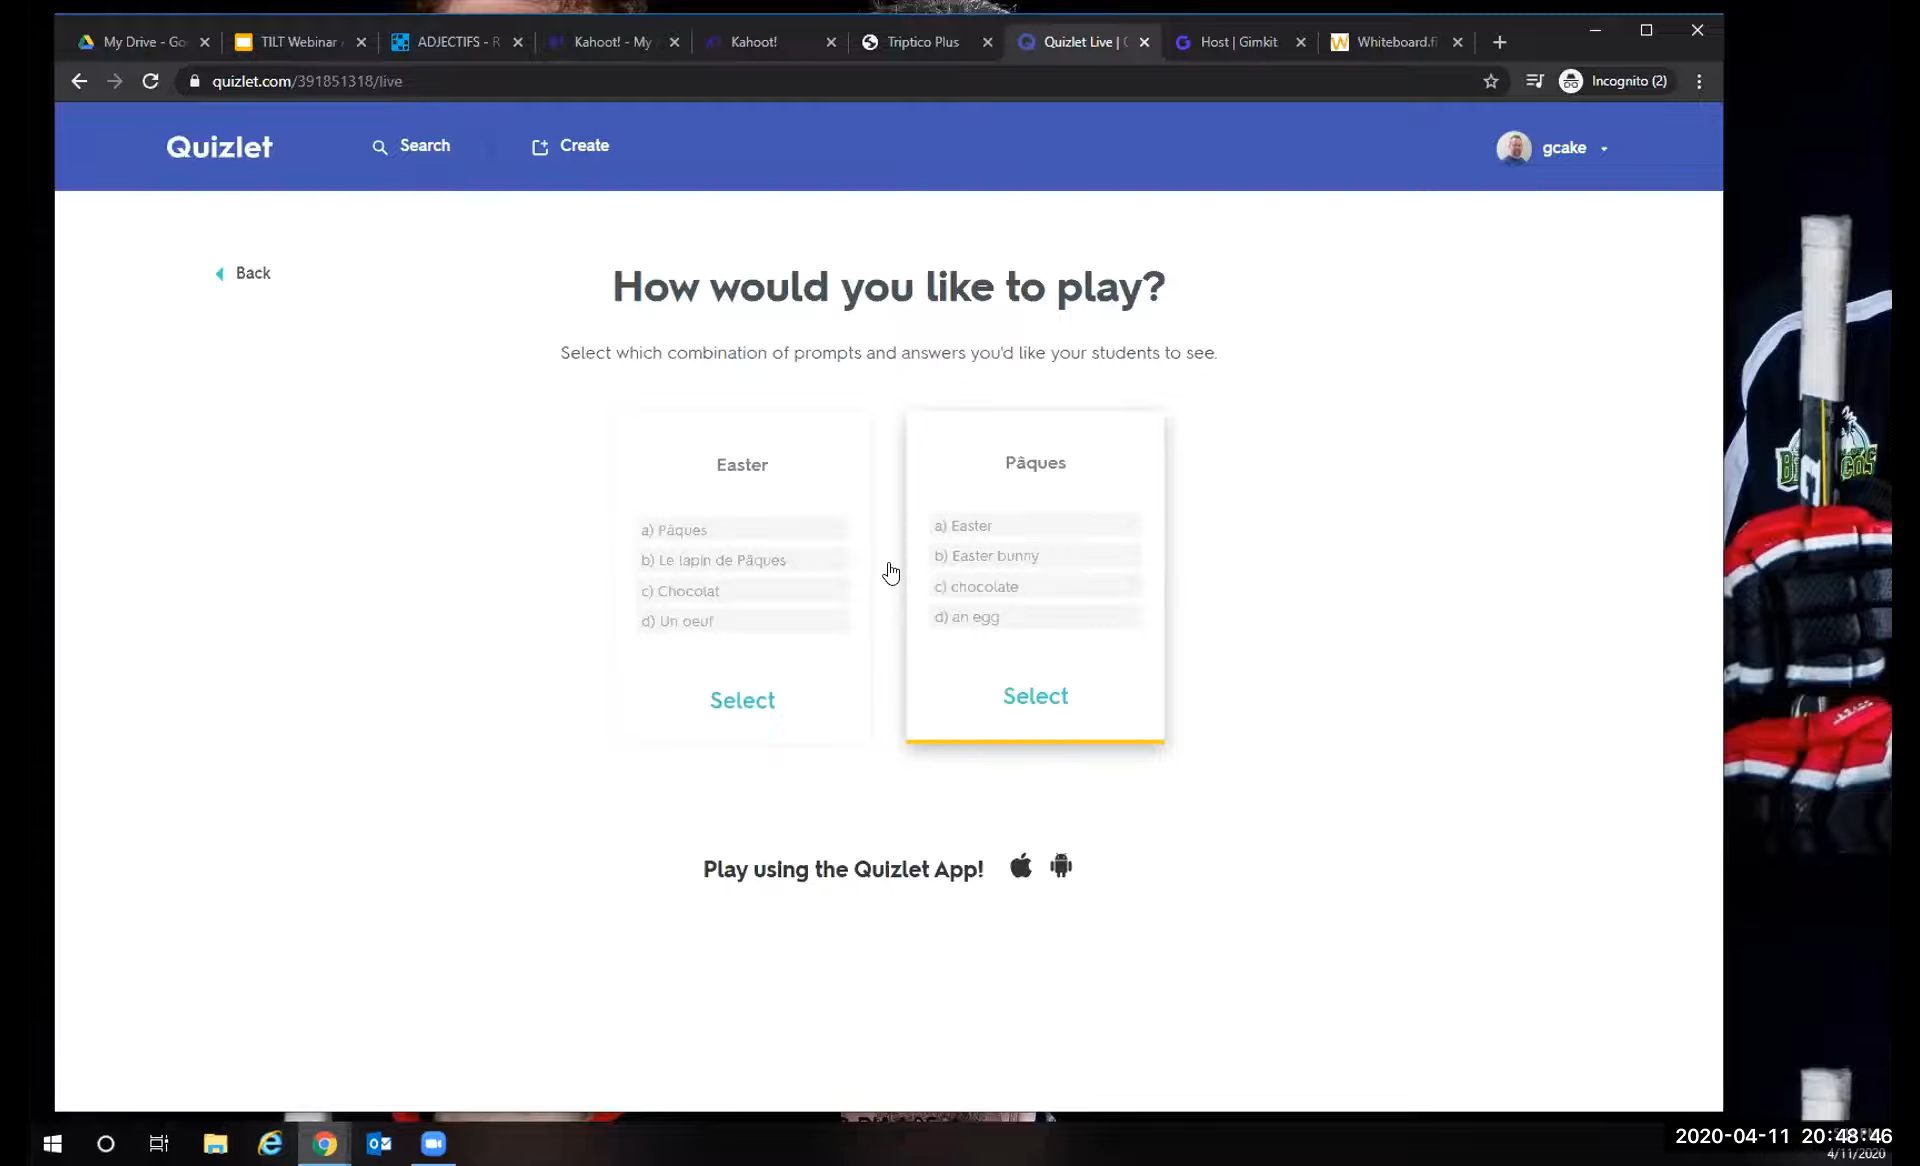 My Drive - Go
TILT Webinar
ADJECTIFS - R
Kahoot! - My
Kahoot!
Triptico Plus
Quizlet Live |
Host | Gimkit
Whiteboard.fi
quizlet.com/391851318/live
Incognito (2)
Quizlet
Search
Create
gcake
Back
How would you like to play?
Select which combination of prompts and answers you'd like your students to see.
Easter
a) Pâques
b) Le lapin de Pâques
c) Chocolat
d) Un oeuf
Select
Pâques
a) Easter
b) Easter bunny
c) chocolate
d) an egg
Select
Play using the Quizlet App!
2020-04-11 20:48:46
4/11/2020